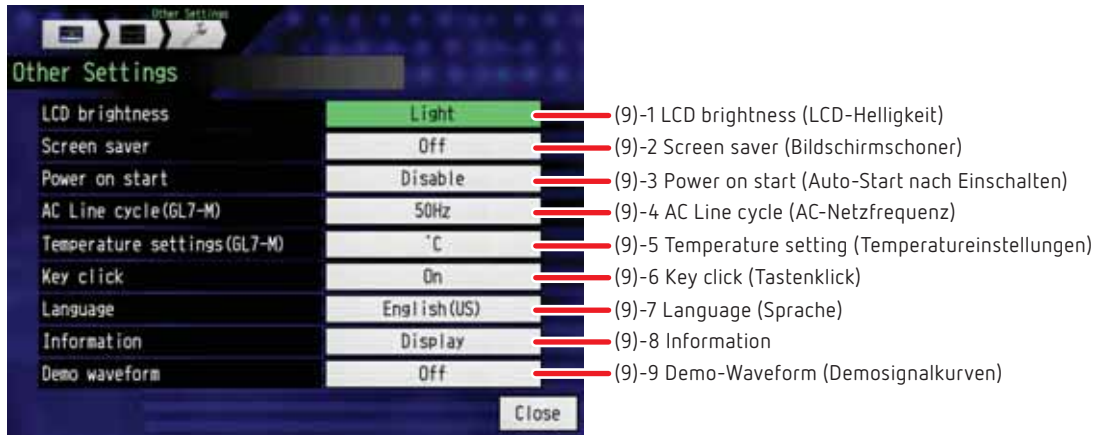 Other Settings
Other Settings
LCD brightness Light (9)-1 LCD brightness (LCD-Helligkeit)
Screen saver Off (9)-2 Screen saver (Bildschirmschoner)
Power on start Disable (9)-3 Power on start (Auto-Start nach Einschalten)
AC Line cycle(GL7-M) 50Hz (9)-4 AC Line cycle (AC-Netzfrequenz)
Temperature settings(GL7-M) °C (9)-5 Temperature setting (Temperatureinstellungen)
Key click On (9)-6 Key click (Tastenklick)
Language English(US) (9)-7 Language (Sprache)
Information Display (9)-8 Information
Demo waveform Off (9)-9 Demo-Waveform (Demosignalkurven)
Close